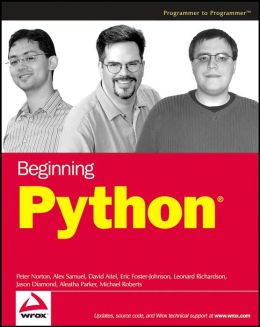 Programmer to Programmer™
Beginning
Python®
Peter Norton, Alex Samuel, David Aitel, Eric Foster-Johnson, Leonard Richardson,
Jason Diamond, Aleatha Parker, Michael Roberts
wrox™
Updates, source code, and Wrox technical support at www.wrox.com